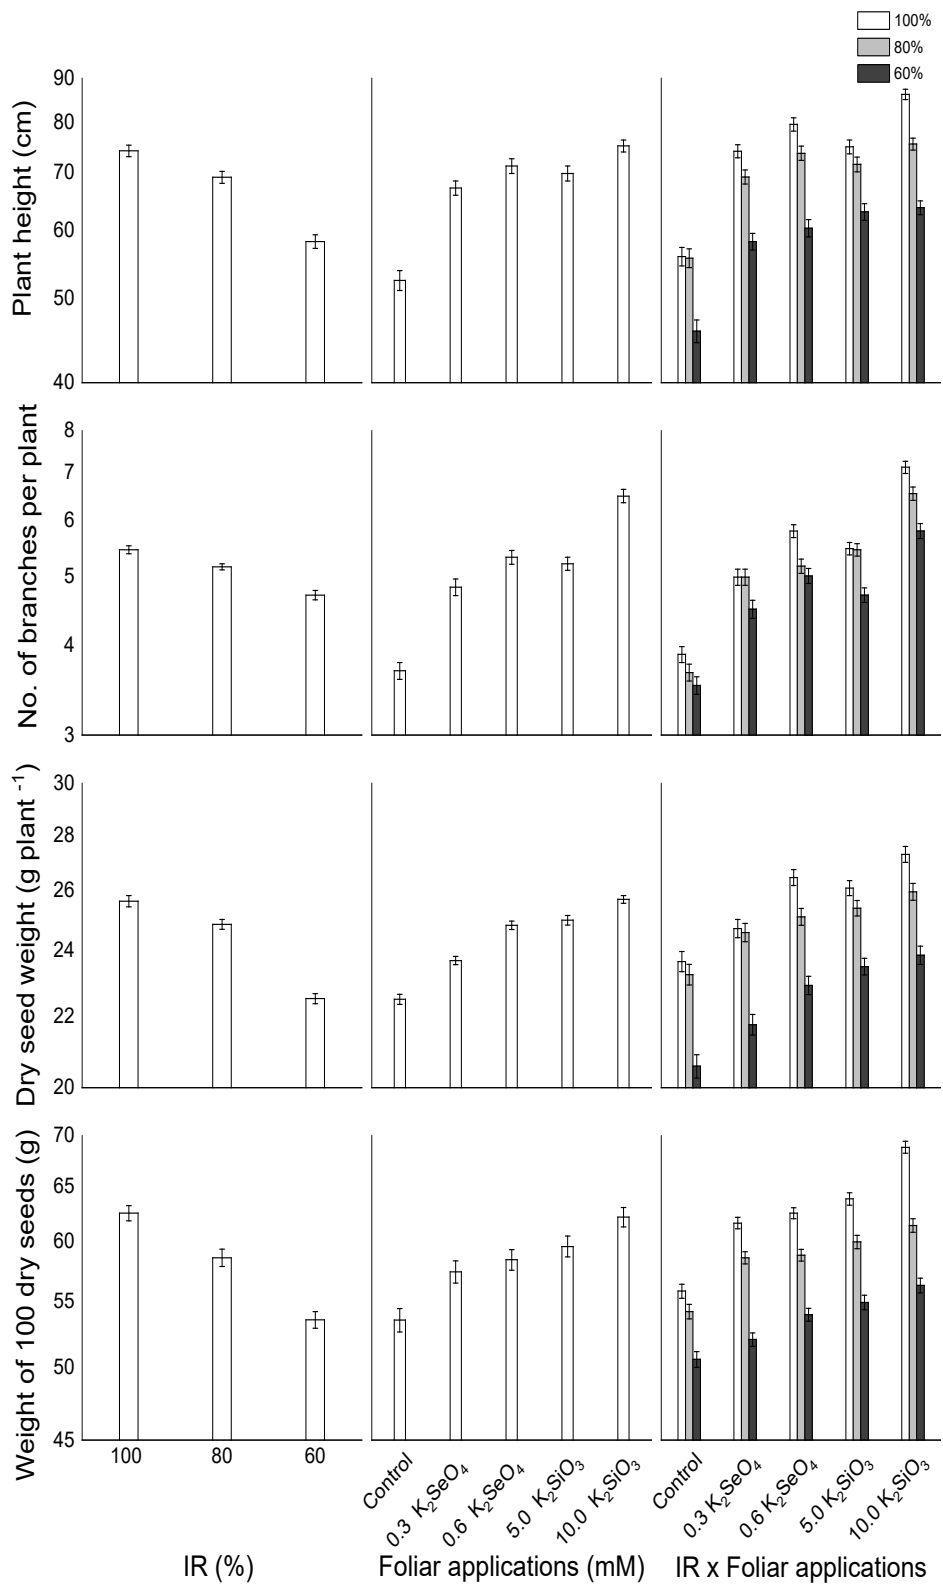 100%
80%
60%
Plant height (cm)
90
80
70
60
50
40
No. of branches per plant
8
7
6
5
4
3
Dry seed weight (g plant ⁻¹)
30
28
26
24
22
20
Weight of 100 dry seeds (g)
70
65
60
55
50
45
100 80 60
Control
0.3 K₂SeO₄
0.6 K₂SeO₄
5.0 K₂SiO₃
10.0 K₂SiO₃
Control
0.3 K₂SeO₄
0.6 K₂SeO₄
5.0 K₂SiO₃
10.0 K₂SiO₃
IR (%)
Foliar applications (mM)
IR x Foliar applications